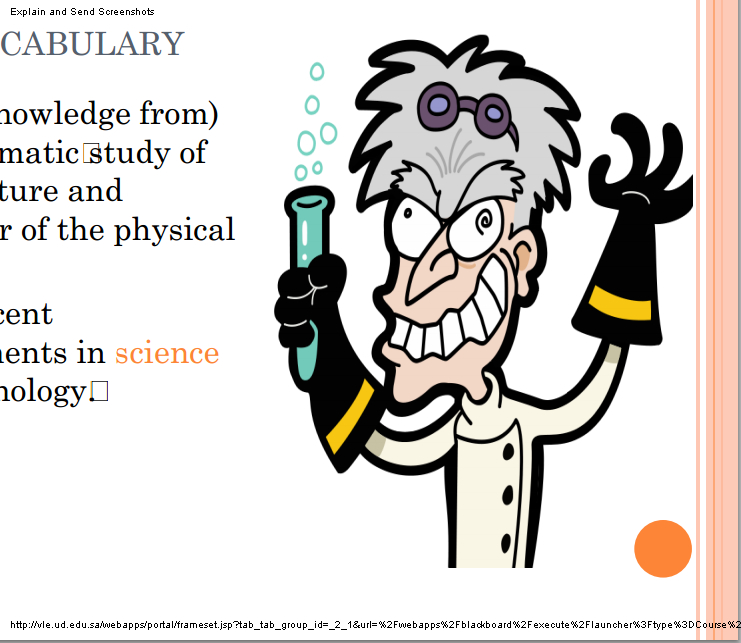 Explain and Send Screenshots
CABULARY
nowledge from)
matic study of
ture and
r of the physical
cent
ents in science
nology.
http://vle.ud.edu.sa/webapps/portal/frameset.jsp?tab_tab_group_id=_2_1&url=%2Fwebapps%2Fblackboard%2Fexecute%2Flauncher%3Ftype%3DCourse%2